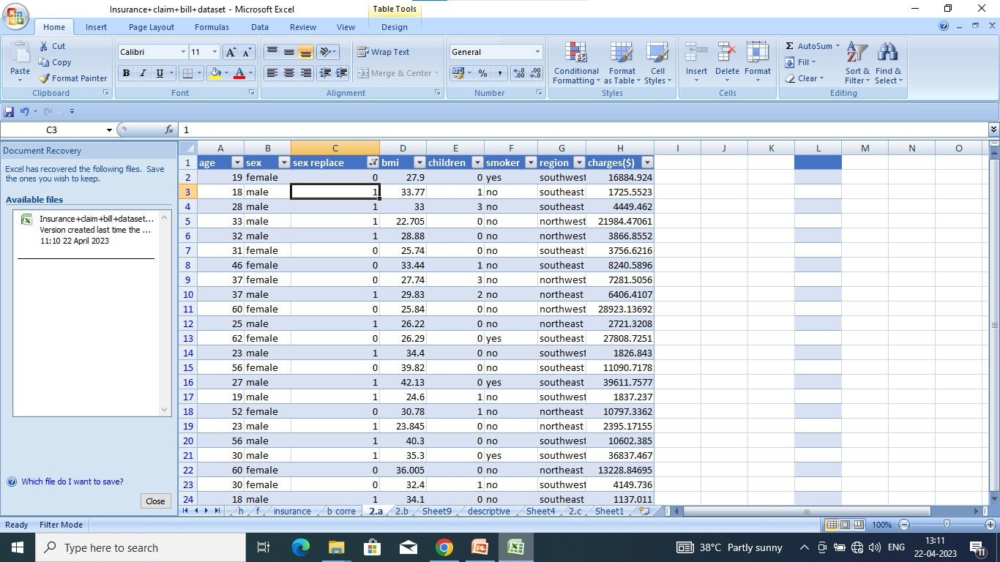 Insurance+claim+bill+dataset - Microsoft Excel
Table Tools
Home Insert Page Layout Formulas Data Review View Design
Paste Cut Copy Format Painter Clipboard
Calibri 11 B I U Font
Wrap Text Merge & Center Alignment
General % , Number
Conditional Formatting Format as Table Cell Styles Styles
Insert Delete Format Cells
Σ AutoSum Fill Clear Sort & Filter Find & Select Editing
C3 fx 1
Document Recovery
Excel has recovered the following files. Save
the ones you wish to keep.
Available files
Insurance+claim+bill+dataset...
Version created last time the ...
11:10 22 April 2023
Which file do I want to save?
Close
A B C D E F G H I J K L M N O
1 age sex sex replace bmi children smoker region charges($)
2 19 female 0 27.9 0 yes southwest 16884.924
3 18 male 1 33.77 1 no southeast 1725.5523
4 28 male 1 33 3 no southeast 4449.462
5 33 male 1 22.705 0 no northwest 21984.47061
6 32 male 1 28.88 0 no northwest 3866.8552
7 31 female 0 25.74 0 no southeast 3756.6216
8 46 female 0 33.44 1 no southeast 8240.5896
9 37 female 0 27.74 3 no northwest 7281.5056
10 37 male 1 29.83 2 no northeast 6406.4107
11 60 female 0 25.84 0 no northwest 28923.13692
12 25 male 1 26.22 0 no northeast 2721.3208
13 62 female 0 26.29 0 yes southeast 27808.7251
14 23 male 1 34.4 0 no southwest 1826.843
15 56 female 0 39.82 0 no southeast 11090.7178
16 27 male 1 42.13 0 yes southeast 39611.7577
17 19 male 1 24.6 1 no southwest 1837.237
18 52 female 0 30.78 1 no northeast 10797.3362
19 23 male 1 23.845 0 no northeast 2395.17155
20 56 male 1 40.3 0 no southwest 10602.385
21 30 male 1 35.3 0 yes southwest 36837.467
22 60 female 0 36.005 0 no northeast 13228.84695
23 30 female 0 32.4 1 no southwest 4149.736
24 18 male 1 34.1 0 no southeast 1137.011
h f insurance b corre 2.a 2.b Sheet9 descriptive Sheet4 2.c Sheet1
Ready Filter Mode 100%
Type here to search
38°C Partly sunny ENG 13:11
22-04-2023 11